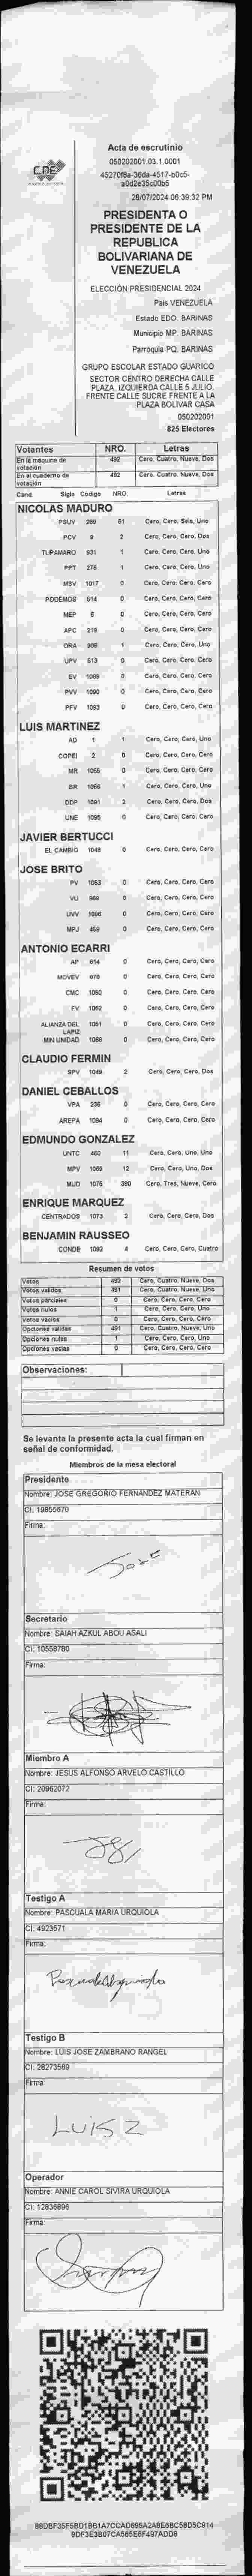 CNE
Acta de escrutinio
050202001.03.1.0001
28/07/2024 06:39:32 PM
PRESIDENTA O
PRESIDENTE DE LA
REPUBLICA
BOLIVARIANA DE
VENEZUELA
ELECCIÓN PRESIDENCIAL 2024
Pais VENEZUELA
Estado EDO. BARINAS
Municipio MP. BARINAS
Parroquia PQ. BARINAS
GRUPO ESCOLAR ESTADO GUARICO
SECTOR CENTRO DERECHA CALLE
PLAZA. IZQUIERDA CALLE 5 JULIO.
FRENTE CALLE SUCRE FRENTE A LA
PLAZA BOLIVAR CASA
050202001
825 Electores
Votantes NRO. Letras
En la maquina de votación 492 Cero, Cuatro, Nueve, Dos
En el cuaderno de votación 492 Cero, Cuatro, Nueve, Dos
Cand. Sigla Código NRO. Letras
NICOLAS MADURO
PSUV 269 61 Cero, Cero, Seis, Uno
PCV 9 2 Cero, Cero, Cero, Dos
TUPAMARO 931 1 Cero, Cero, Cero, Uno
PPT 276 1 Cero, Cero, Cero, Uno
MSV 1017 0 Cero, Cero, Cero, Cero
PODEMOS 514 0 Cero, Cero, Cero, Cero
MEP 6 0 Cero, Cero, Cero, Cero
APC 219 0 Cero, Cero, Cero, Cero
ORA 906 1 Cero, Cero, Cero, Uno
UPV 513 0 Cero, Cero, Cero, Cero
EV 1088 0 Cero, Cero, Cero, Cero
PVV 1090 0 Cero, Cero, Cero, Cero
PFV 1093 0 Cero, Cero, Cero, Cero
LUIS MARTINEZ
AD 1 1 Cero, Cero, Cero, Uno
COPEI 2 0 Cero, Cero, Cero, Cero
MR 1065 0 Cero, Cero, Cero, Cero
BR 1066 1 Cero, Cero, Cero, Uno
DDP 1091 2 Cero, Cero, Cero, Dos
UNE 1095 0 Cero, Cero, Cero, Cero
JAVIER BERTUCCI
EL CAMBIO 1048 0 Cero, Cero, Cero, Cero
JOSE BRITO
PV 1053 0 Cero, Cero, Cero, Cero
VU 968 0 Cero, Cero, Cero, Cero
UVV 1096 0 Cero, Cero, Cero, Cero
MPJ 459 0 Cero, Cero, Cero, Cero
ANTONIO ECARRI
AP 814 0 Cero, Cero, Cero, Cero
MOVEV 978 0 Cero, Cero, Cero, Cero
CMC 1050 0 Cero, Cero, Cero, Cero
FV 1062 0 Cero, Cero, Cero, Cero
ALIANZA DEL LAPIZ 1051 0 Cero, Cero, Cero, Cero
MIN UNIDAD 1068 0 Cero, Cero, Cero, Cero
CLAUDIO FERMIN
SPV 1049 2 Cero, Cero, Cero, Dos
DANIEL CEBALLOS
VPA 236 0 Cero, Cero, Cero, Cero
AREPA 1094 0 Cero, Cero, Cero, Cero
EDMUNDO GONZALEZ
UNTC 460 11 Cero, Cero, Uno, Uno
MPV 1069 12 Cero, Cero, Uno, Dos
MUD 1075 390 Cero, Tres, Nueve, Cero
ENRIQUE MARQUEZ
CENTRADOS 1073 2 Cero, Cero, Cero, Dos
BENJAMIN RAUSSEO
CONDE 1092 4 Cero, Cero, Cero, Cuatro
Resumen de votos
Votos 492 Cero, Cuatro, Nueve, Dos
Votos validos 491 Cero, Cuatro, Nueve, Uno
Votos parciales 0 Cero, Cero, Cero, Cero
Votos nulos 1 Cero, Cero, Cero, Uno
Votos vacios 0 Cero, Cero, Cero, Cero
Opciones validas 491 Cero, Cuatro, Nueve, Uno
Opciones nulas 1 Cero, Cero, Cero, Uno
Opciones vacias 0 Cero, Cero, Cero, Cero
Observaciones:
Se levanta la presente acta la cual firman en
señal de conformidad.
Miembros de la mesa electoral
Presidente
Nombre: JOSE GREGORIO FERNANDEZ MATERAN
CI: 19855670
Firma:
Jose
Secretario
Nombre: SAIAH AZKUL ABOU ASALI
CI: 10558780
Firma:
Miembro A
Nombre: JESUS ALFONSO ARVELO CASTILLO
CI: 20962072
Firma:
Testigo A
Nombre: PASCUALA MARIA URQUIOLA
CI: 4923571
Firma:
Testigo B
Nombre: LUIS JOSE ZAMBRANO RANGEL
CI: 28273569
Firma:
LUIS Z
Operador
Nombre: ANNIE CAROL SIVIRA URQUIOLA
CI: 12836896
Firma: